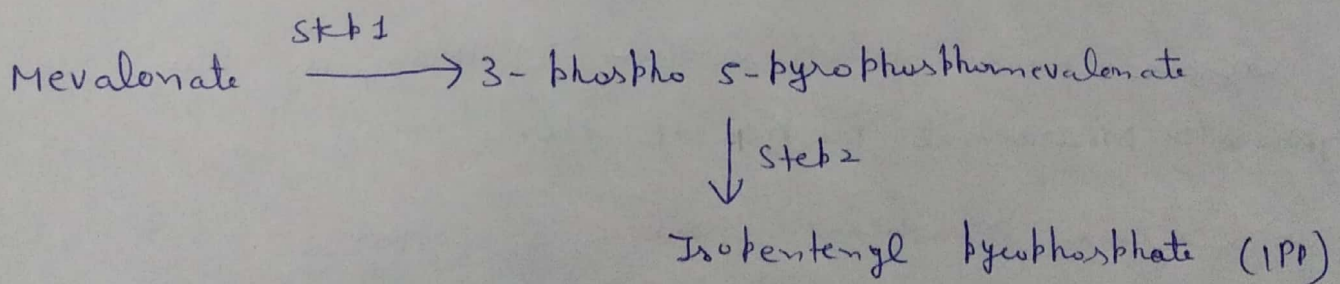 Step 1
Mevalonate → 3- phospho 5-pyrophosphomevalonate
↓ Step 2
Isopentenyl pyrophosphate (IPP)